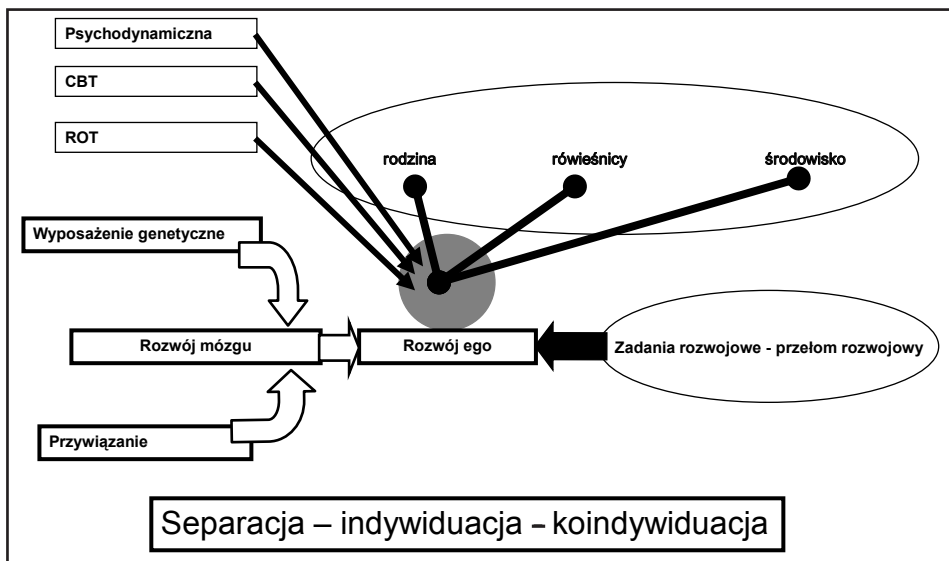 Psychodynamiczna
CBT
ROT
rodzina
rówieśnicy
środowisko
Wyposażenie genetyczne
Rozwój mózgu
Rozwój ego
Zadania rozwojowe - przełom rozwojowy
Przywiązanie
Separacja – indywiduacja – koindywiduacja